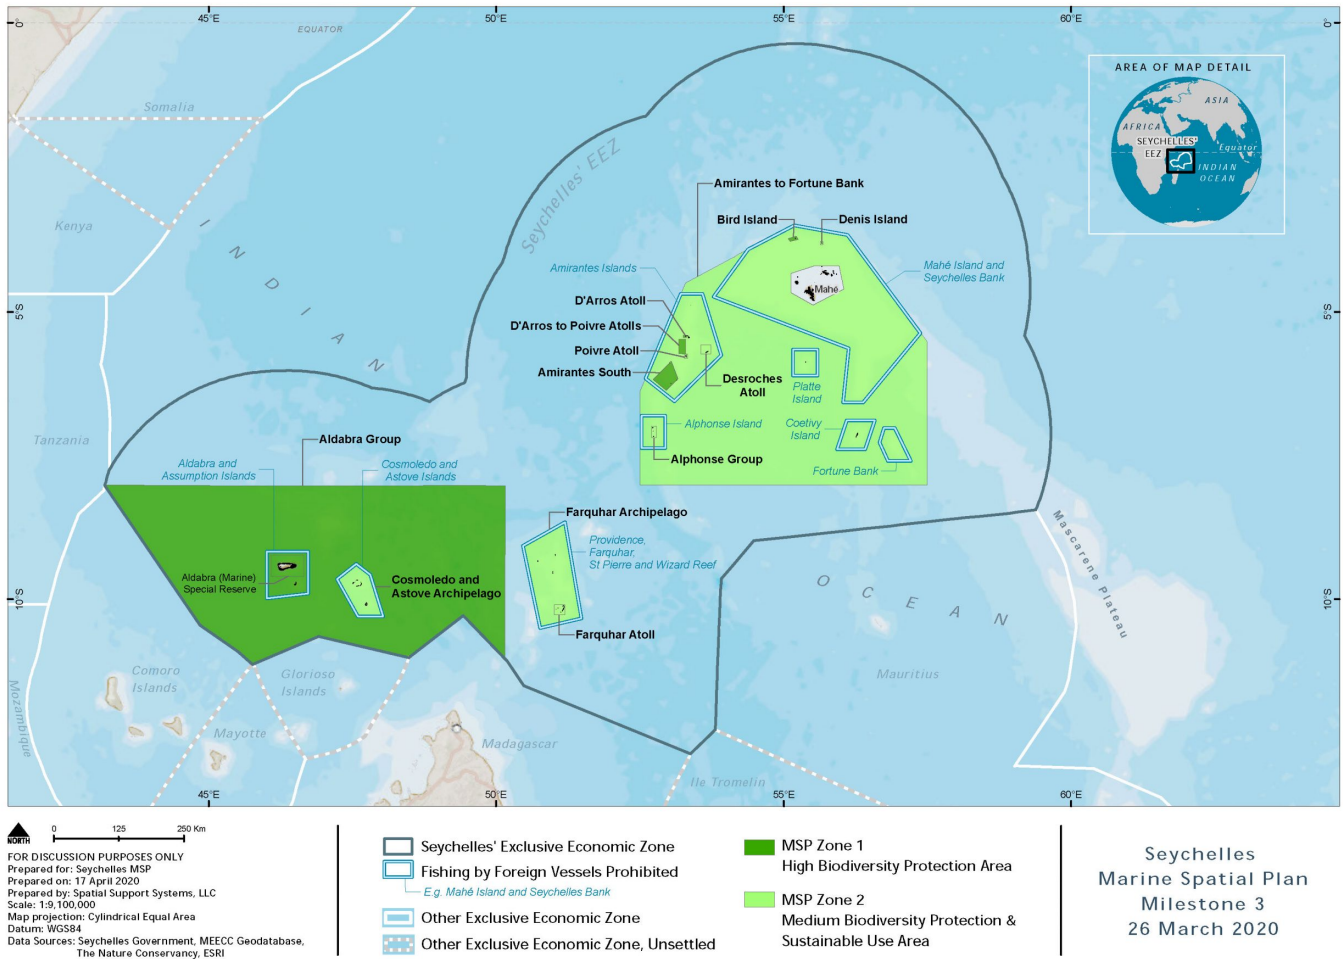 45°E
50°E
55°E
60°E
0°
0°
EQUATOR
AREA OF MAP DETAIL
ASIA
AFRICA
SEYCHELLES'
EEZ
Equator
INDIAN
OCEAN
Somalia
Seychelles' EEZ
Kenya
INDIAN
Amirantes to Fortune Bank
Bird Island
Denis Island
Amirantes Islands
Mahé Island and
Seychelles Bank
Mahé
D'Arros Atoll
5°S
5°S
D'Arros to Poivre Atolls
Poivre Atoll
Amirantes South
Desroches
Atoll
Platte
Island
Alphonse Island
Coetivy
Island
Tanzania
Aldabra Group
Alphonse Group
Fortune Bank
Aldabra and
Assumption Islands
Cosmoledo and
Astove Islands
Farquhar Archipelago
Providence,
Farquhar,
St Pierre and Wizard Reef
Mascarene Plateau
Aldabra (Marine)
Special Reserve
Cosmoledo and
Astove Archipelago
OCEAN
10°S
10°S
Farquhar Atoll
Comoro
Islands
Glorioso
Islands
Mauritius
Mozambique
Mayotte
Madagascar
Ile Tromelin
45°E
50°E
55°E
60°E
NORTH
0 125 250 Km
FOR DISCUSSION PURPOSES ONLY
Prepared for: Seychelles MSP
Prepared on: 17 April 2020
Prepared by: Spatial Support Systems, LLC
Scale: 1:9,100,000
Map projection: Cylindrical Equal Area
Datum: WGS84
Data Sources: Seychelles Government, MEECC Geodatabase,
The Nature Conservancy, ESRI
Seychelles' Exclusive Economic Zone
Fishing by Foreign Vessels Prohibited
E.g. Mahé Island and Seychelles Bank
Other Exclusive Economic Zone
Other Exclusive Economic Zone, Unsettled
MSP Zone 1
High Biodiversity Protection Area
MSP Zone 2
Medium Biodiversity Protection &
Sustainable Use Area
Seychelles
Marine Spatial Plan
Milestone 3
26 March 2020